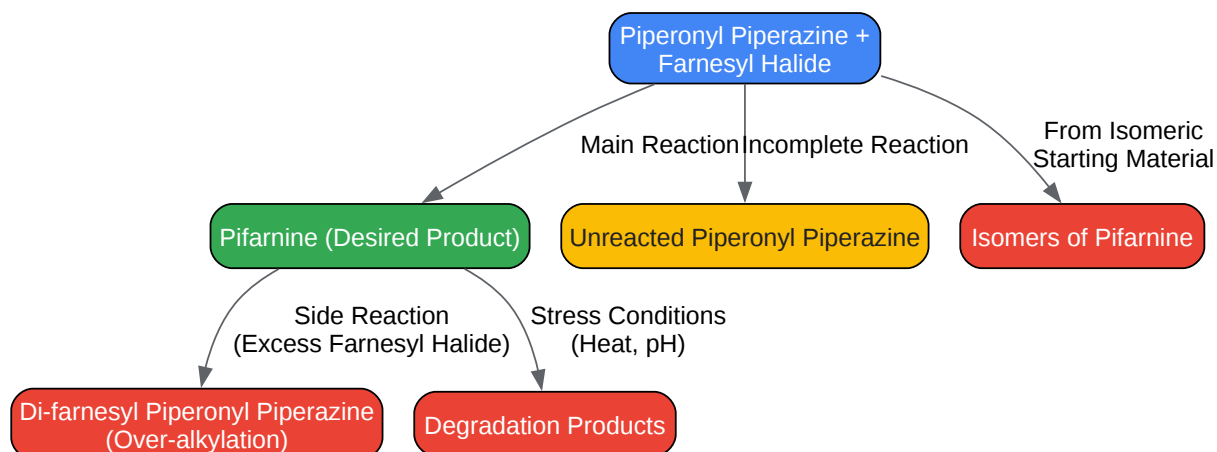 Piperonyl Piperazine +
Farnesyl Halide
Main Reaction
Incomplete Reaction
From Isomeric
Starting Material
Pifarnine (Desired Product)
Unreacted Piperonyl Piperazine
Isomers of Pifarnine
Side Reaction
(Excess Farnesyl Halide)
Stress Conditions
(Heat, pH)
Di-farnesyl Piperonyl Piperazine
(Over-alkylation)
Degradation Products